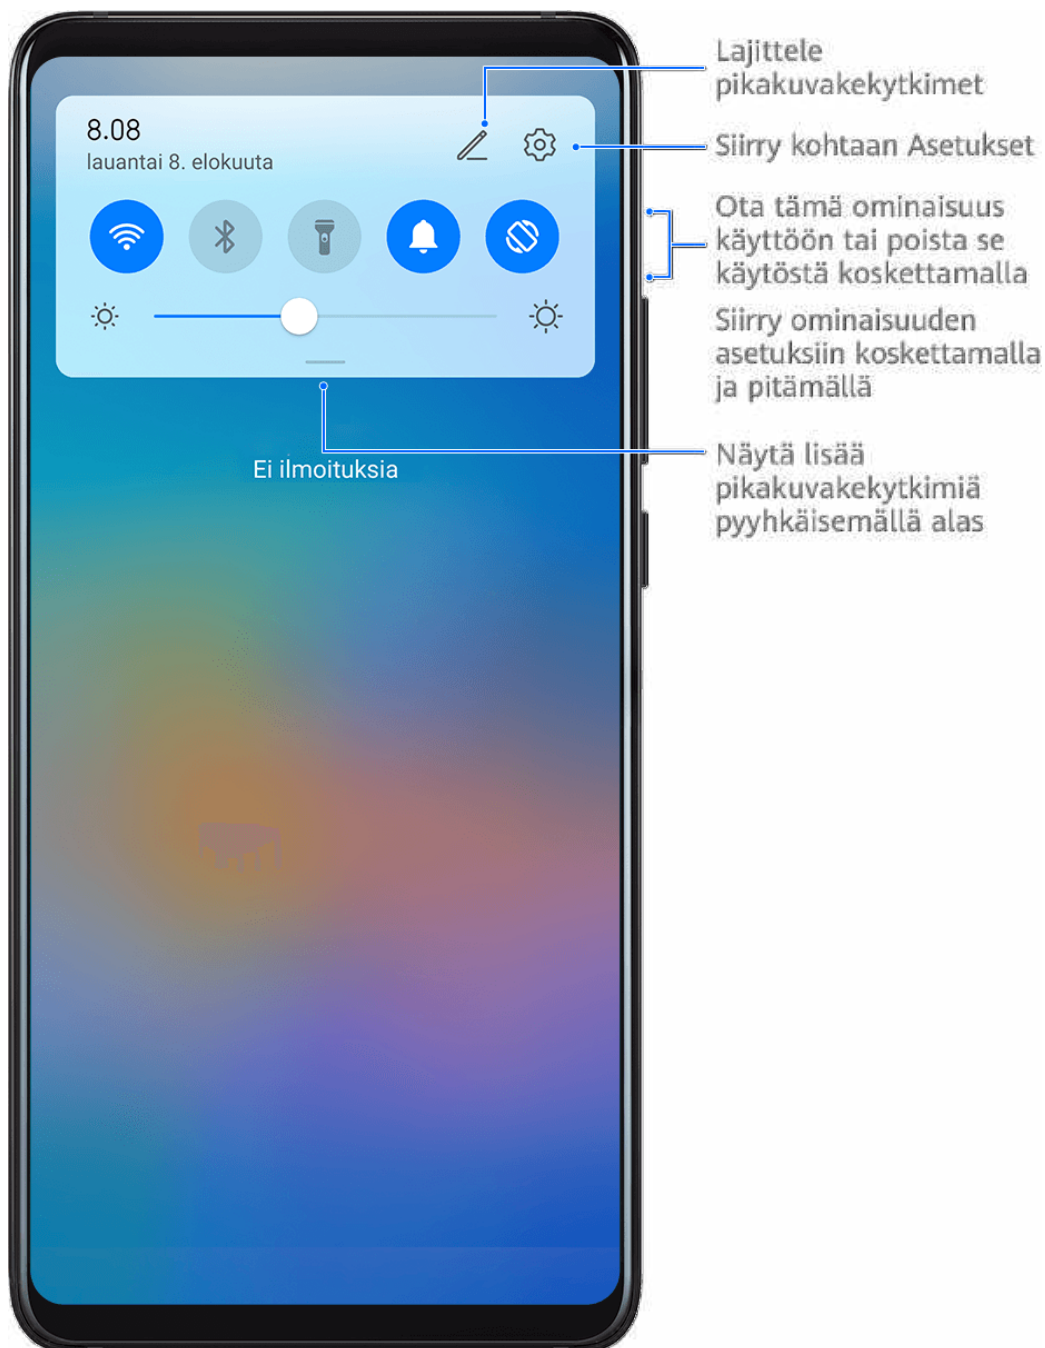 Lajittele
pikakuvakekytkimet
8.08
lauantai 8. elokuuta
Siirry kohtaan Asetukset
Ota tämä ominaisuus
käyttöön tai poista se
käytöstä koskettamalla
Siirry ominaisuuden
asetuksiin koskettamalla
ja pitämällä
Näytä lisää
pikakuvakekytkimiä
pyyhkäisemällä alas
Ei ilmoituksia